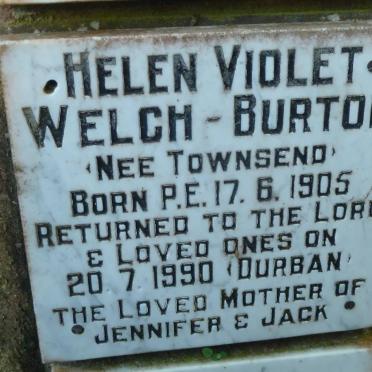 HELEN VIOLET
WELCH - BURTO
(NEE TOWNSEND)
BORN P.E. 17. 6. 1905
RETURNED TO THE LOR
& LOVED ONES ON
20. 7. 1990 (DURBAN)
THE LOVED MOTHER OF
• JENNIFER & JACK •